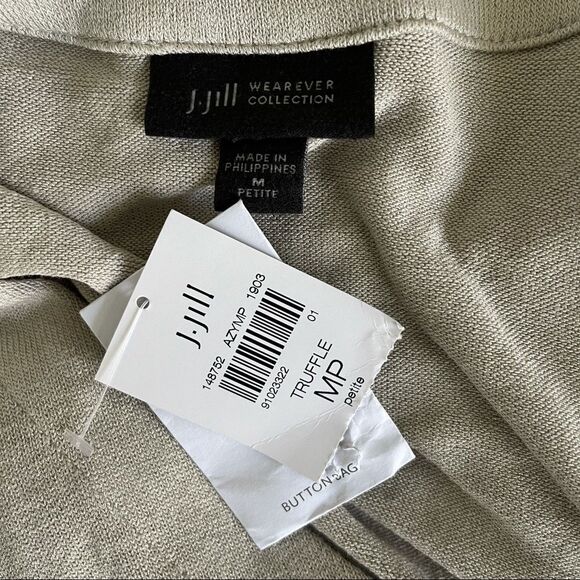 J.Jill WEAREVER
COLLECTION
MADE IN
PHILIPPINES
M
PETITE
J.Jill
148752 AZYMP 1903
91023322 01
TRUFFLE
MP
petite
BUTTON BAG